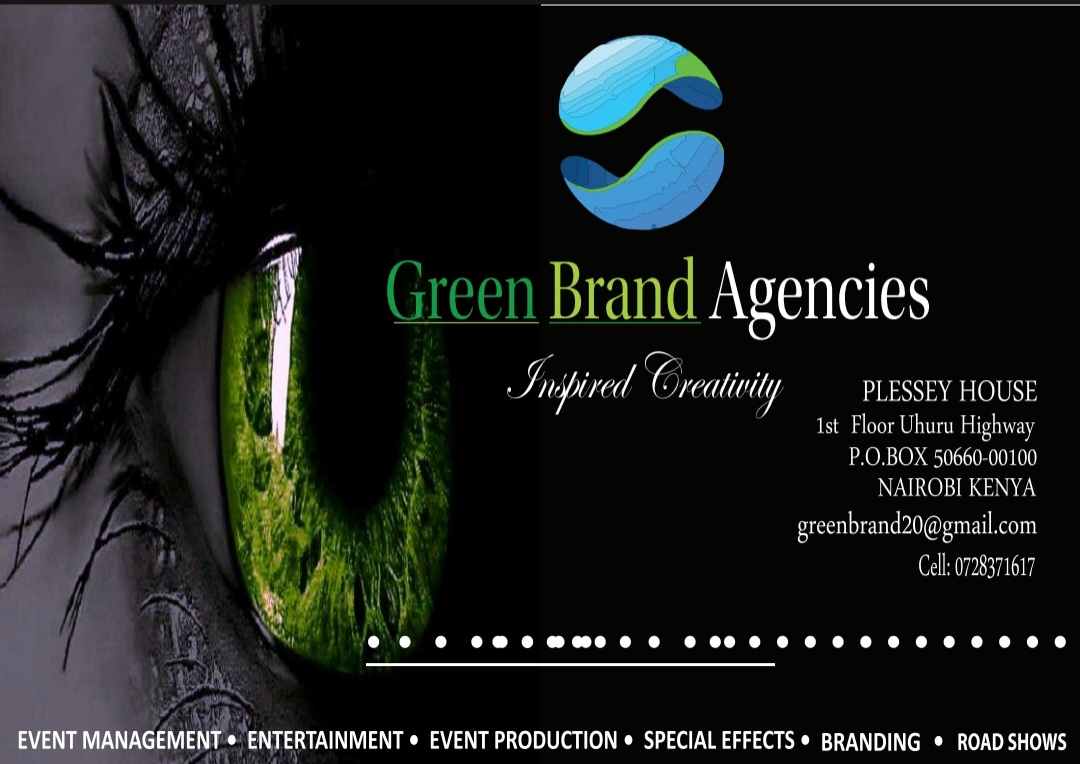 Green Brand Agencies
Inspired Creativity
PLESSEY HOUSE
1st Floor Uhuru Highway
P.O.BOX 50660-00100
NAIROBI KENYA
greenbrand20@gmail.com
Cell: 0728371617
EVENT MANAGEMENT • ENTERTAINMENT • EVENT PRODUCTION • SPECIAL EFFECTS • BRANDING • ROAD SHOWS